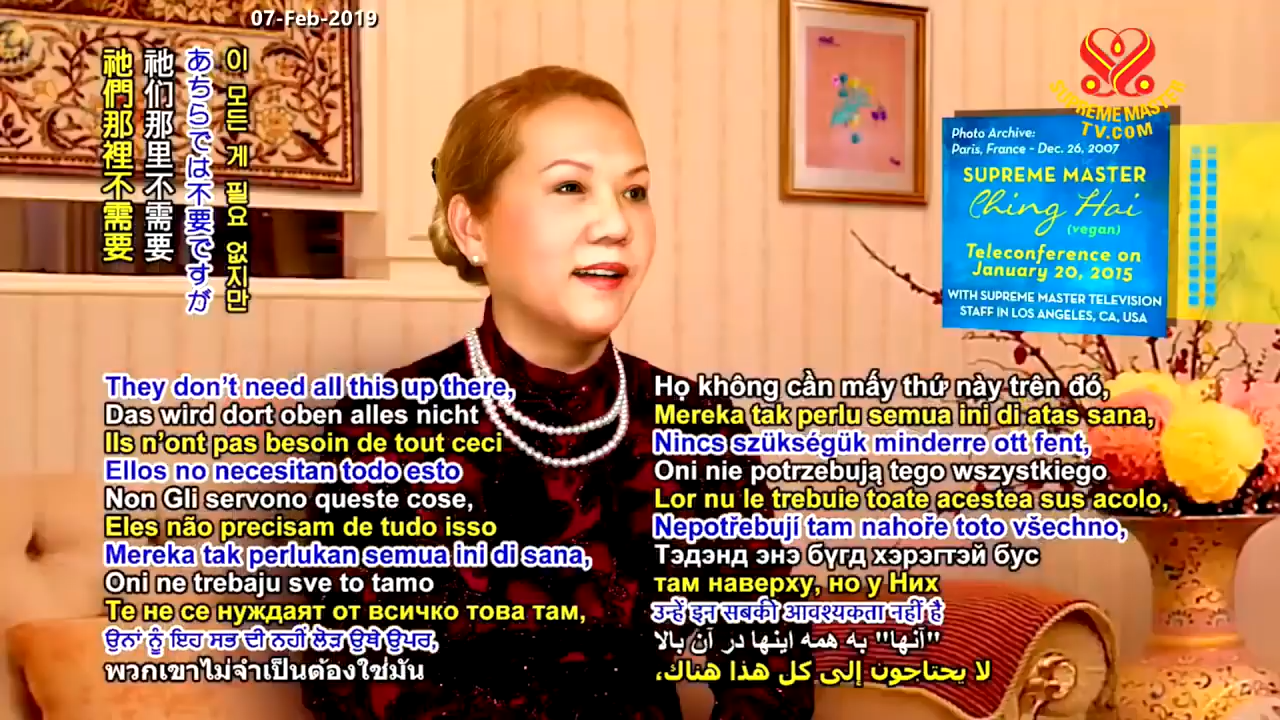 07-Feb-2019
이 모든 게 필요 없지만
あちらでは不要ですが
祂们那里不需要
祂們那裡不需要
SUPREME MASTER
TV.COM
Photo Archive:
Paris, France - Dec. 26, 2007
SUPREME MASTER
Ching Hai
(vegan)
Teleconference on
January 20, 2015
WITH SUPREME MASTER TELEVISION
STAFF IN LOS ANGELES, CA, USA
They don't need all this up there,
Das wird dort oben alles nicht
Ils n'ont pas besoin de tout ceci
Ellos no necesitan todo esto
Non Gli servono queste cose,
Eles não precisam de tudo isso
Mereka tak perlukan semua ini di sana,
Oni ne trebaju sve to tamo
Те не се нуждаят от всичко това там,
ਉਨਾਂ ਨੂੰ ਇਹ ਸਭ ਦੀ ਨਹੀਂ ਲੋੜ ਉਥੇ ਉਪਰ,
พวกเขาไม่จำเป็นต้องใช้มัน
Họ không cần mấy thứ này trên đó,
Mereka tak perlu semua ini di atas sana,
Nincs szükségük minderre ott fent,
Oni nie potrzebują tego wszystkiego
Lor nu le trebuie toate acestea sus acolo,
Nepotřebují tam nahoře toto všechno,
Тэдэнд энэ бүгд хэрэггэй бус
там наверху, но у Них
उन्हें इन सबकी आवश्यकता नहीं है
"آنها" به همه اینها در آن بالا
لا يحتاجون إلى كل هذا هناك،